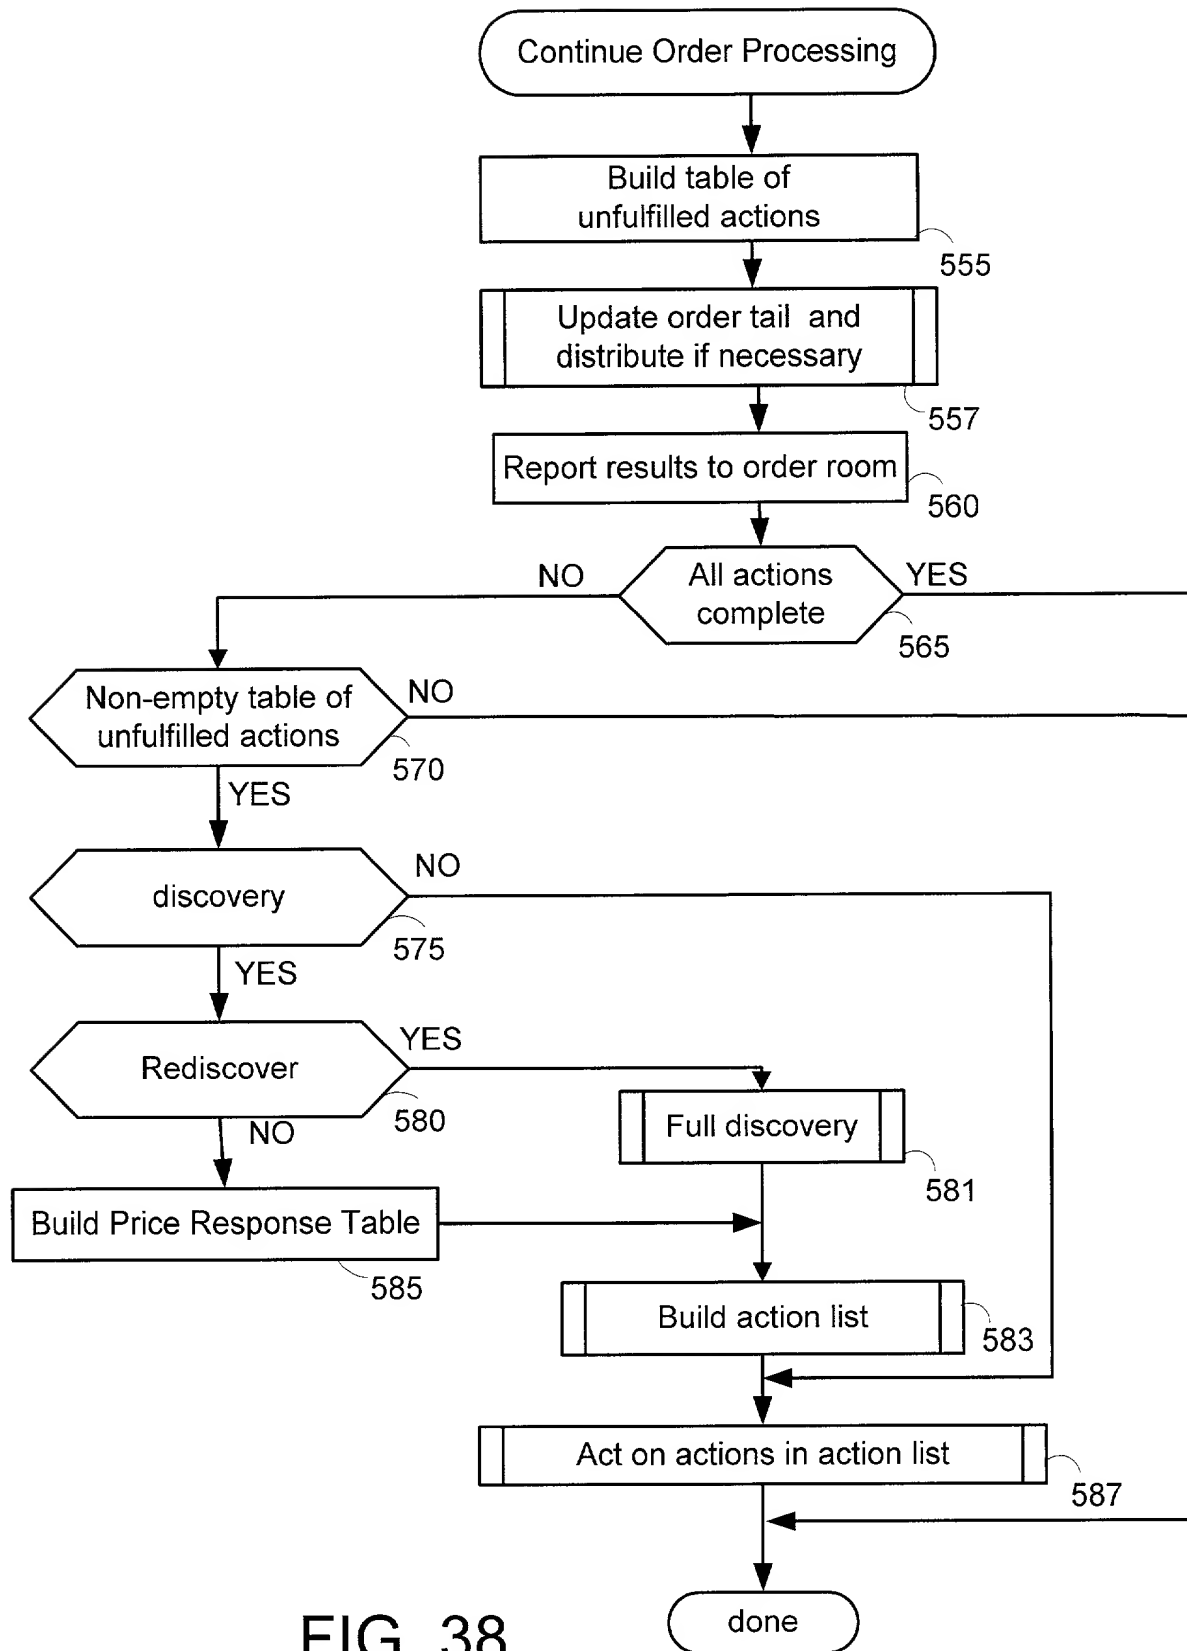 Continue Order Processing
Build table of
unfulfilled actions
555
Update order tail and
distribute if necessary
557
Report results to order room
560
NO
All actions
complete
YES
565
Non-empty table of
unfulfilled actions
NO
570
YES
discovery
NO
575
YES
Rediscover
YES
580
NO
Full discovery
581
Build Price Response Table
585
Build action list
583
Act on actions in action list
587
done
FIG. 38